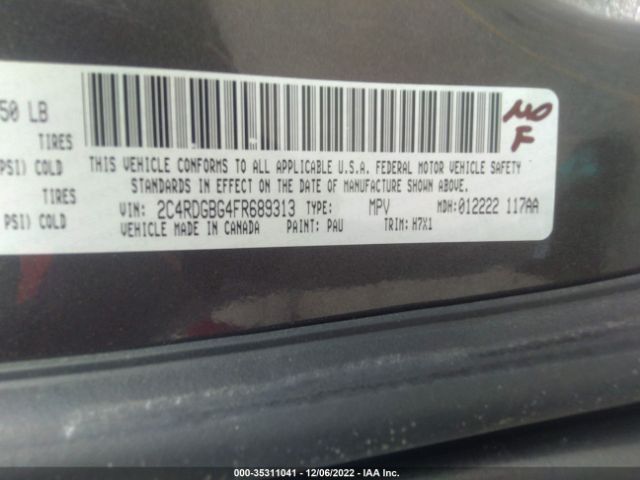 50 LB
TIRES
PSI) COLD
TIRES
PSI) COLD
THIS VEHICLE CONFORMS TO ALL APPLICABLE U.S.A. FEDERAL MOTOR VEHICLE SAFETY
STANDARDS IN EFFECT ON THE DATE OF MANUFACTURE SHOWN ABOVE.
VIN: 2C4RDGBG4FR689313 TYPE: MPV MDH:012222 117AA
VEHICLE MADE IN CANADA PAINT: PAU TRIM: H7X1
F
000-35311041 - 12/06/2022 - IAA Inc.